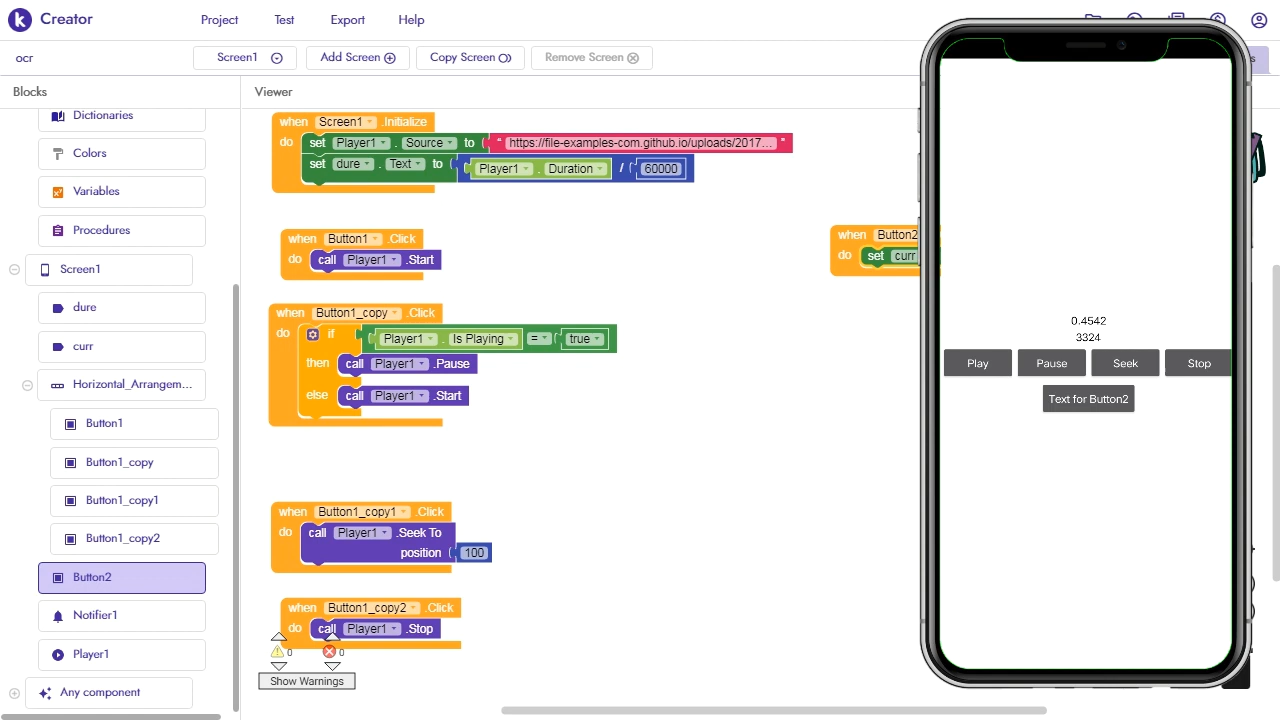 Creator
Project
Test
Export
Help
ocr
Screen1
Add Screen
Copy Screen
Remove Screen
Blocks
Viewer
Dictionaries
Colors
Variables
Procedures
Screen1
dure
curr
Horizontal_Arrangem...
Button1
Button1_copy
Button1_copy1
Button1_copy2
Button2
Notifier1
Player1
Any component
when Screen1 .Initialize
do set Player1 . Source to " https://file-examples-com.github.io/uploads/2017... "
set dure . Text to Player1 . Duration / 60000
when Button1 .Click
do call Player1 .Start
when Button2
do set curr
when Button1_copy .Click
do if Player1 . Is Playing = true
then call Player1 .Pause
else call Player1 .Start
when Button1_copy1 .Click
do call Player1 .Seek To
position 100
when Button1_copy2 .Click
do call Player1 .Stop
0 0
Show Warnings
0.4542
3324
Play Pause Seek Stop
Text for Button2